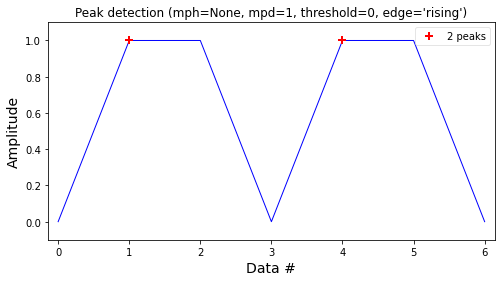 Peak detection (mph=None, mpd=1, threshold=0, edge='rising')
2 peaks
Amplitude
1.0
0.8
0.6
0.4
0.2
0.0
0 1 2 3 4 5 6
Data #